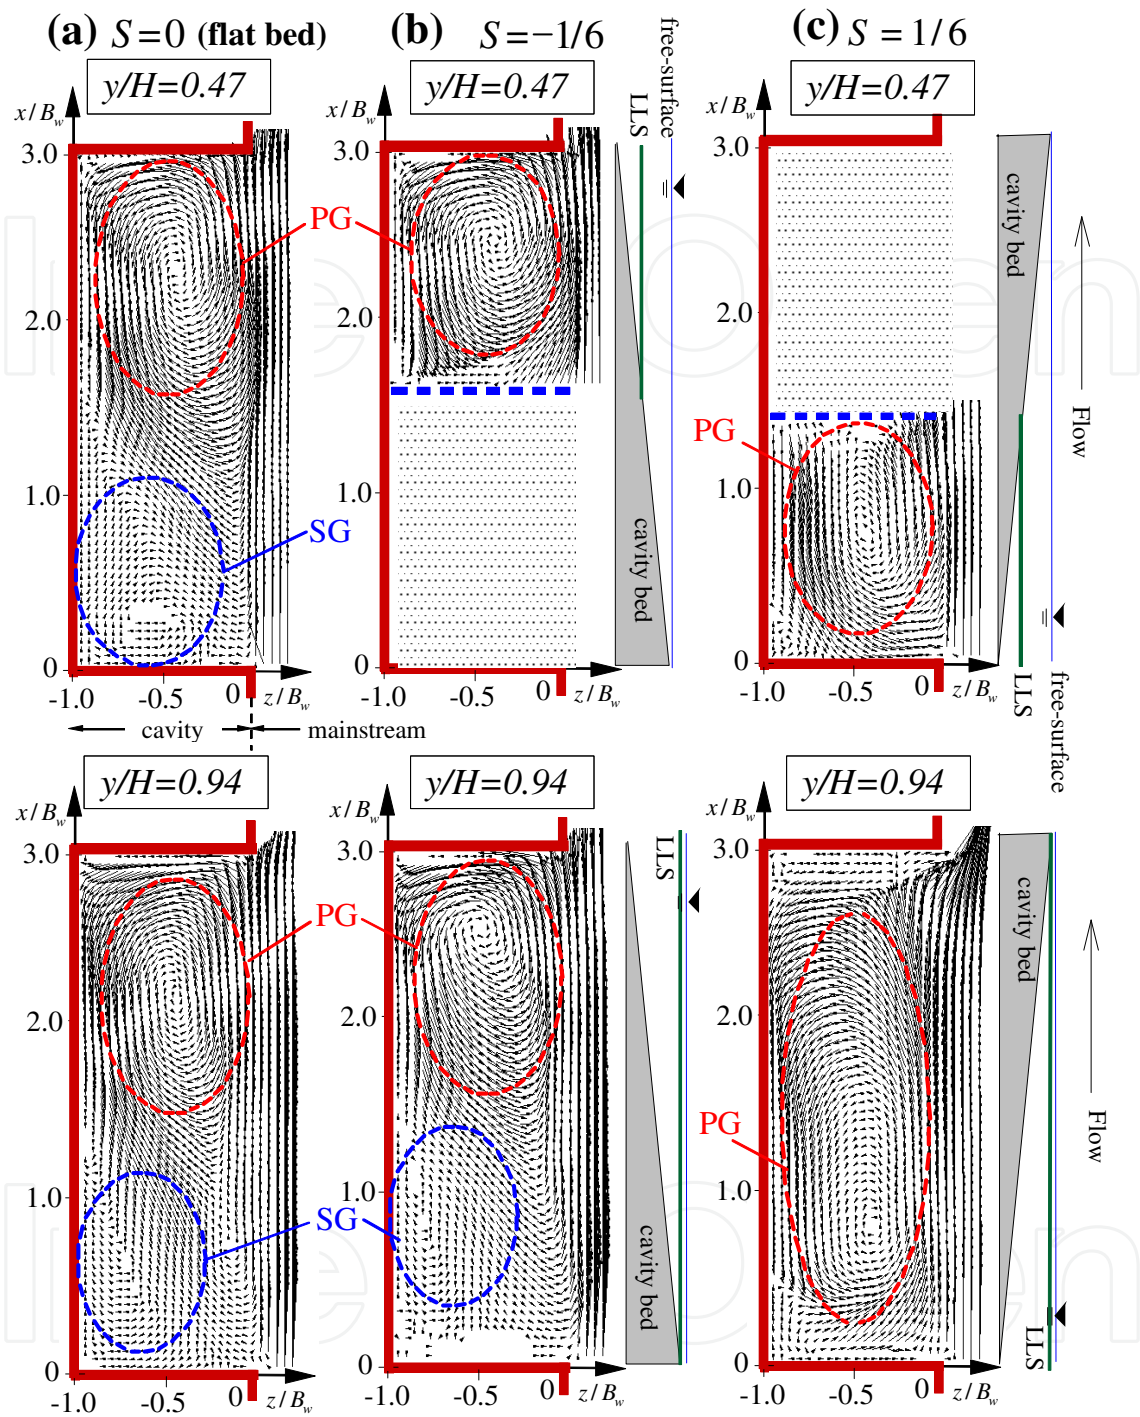 (a) S=0 (flat bed)
(b) S=−1/6
(c) S=1/6
y/H=0.47
y/H=0.47
y/H=0.47
x/B_w
x/B_w
3.0
2.0
1.0
0
-1.0
-0.5
0
z/B_w
cavity
mainstream
PG
SG
3.0
2.0
1.0
0
-1.0
-0.5
0
z/B_w
LLS
free-surface
cavity bed
3.0
2.0
1.0
0
-1.0
-0.5
0
z/B_w
PG
cavity bed
Flow
LLS
free-surface
y/H=0.94
y/H=0.94
y/H=0.94
x/B_w
x/B_w
x/B_w
3.0
2.0
1.0
0
-1.0
-0.5
0
z/B_w
PG
SG
3.0
2.0
1.0
0
-1.0
-0.5
0
z/B_w
LLS
cavity bed
3.0
2.0
1.0
0
-1.0
-0.5
0
z/B_w
PG
cavity bed
Flow
LLS
Open
Open